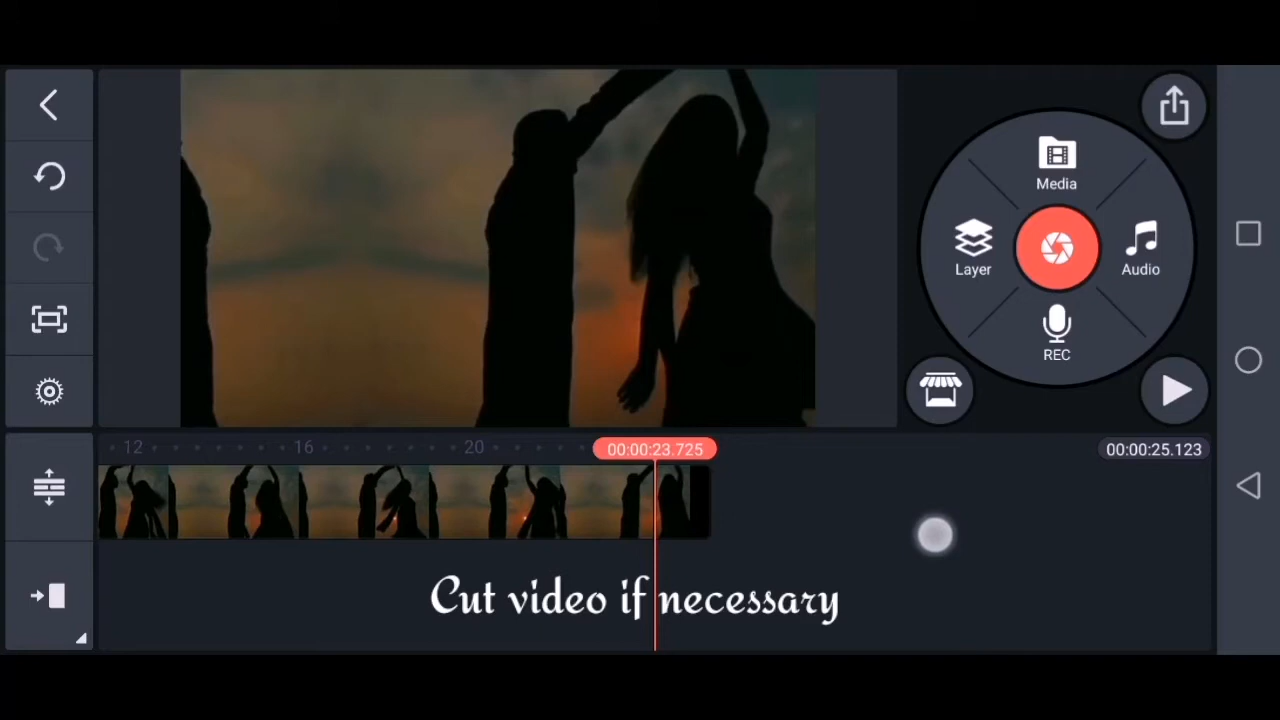 Media
Layer
Audio
REC
12
16
20
00:00:23.725
00:00:25.123
Cut video if necessary